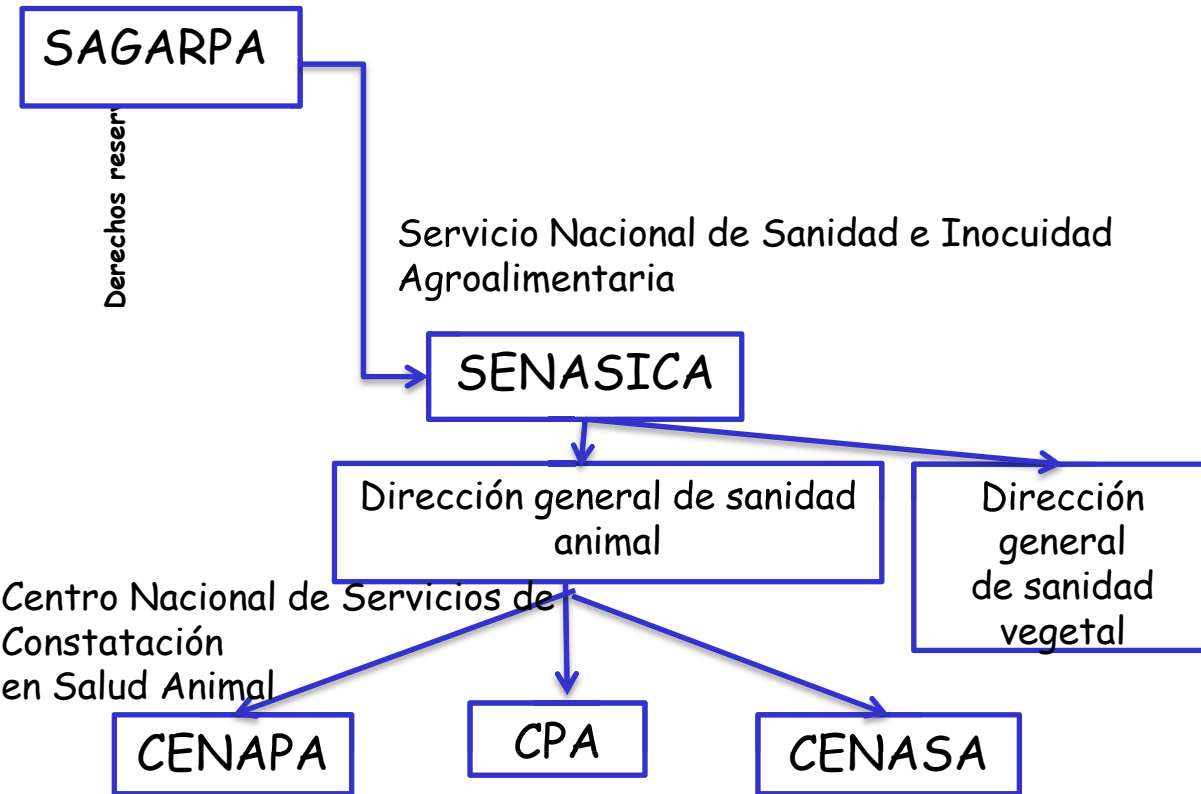 SAGARPA
Derechos reser
Servicio Nacional de Sanidad e Inocuidad
Agroalimentaria
SENASICA
Dirección general de sanidad
animal
Dirección
general
de sanidad
vegetal
Centro Nacional de Servicios de
Constatación
en Salud Animal
CENAPA
CPA
CENASA